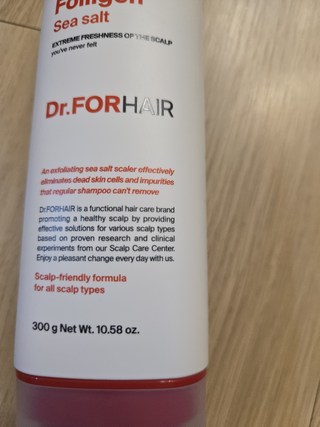 Folligen
Sea salt
EXTREME FRESHNESS OF THE SCALP
you've never felt
Dr.FORHAIR
An exfoliating sea salt scaler effectively
eliminates dead skin cells and impurities
that regular shampoo can't remove
Dr.FORHAIR is a functional hair care brand
promoting a healthy scalp by providing
effective solutions for various scalp types
based on proven research and clinical
experiments from our Scalp Care Center.
Enjoy a pleasant change every day with us.
Scalp-friendly formula
for all scalp types
300 g Net Wt. 10.58 oz.